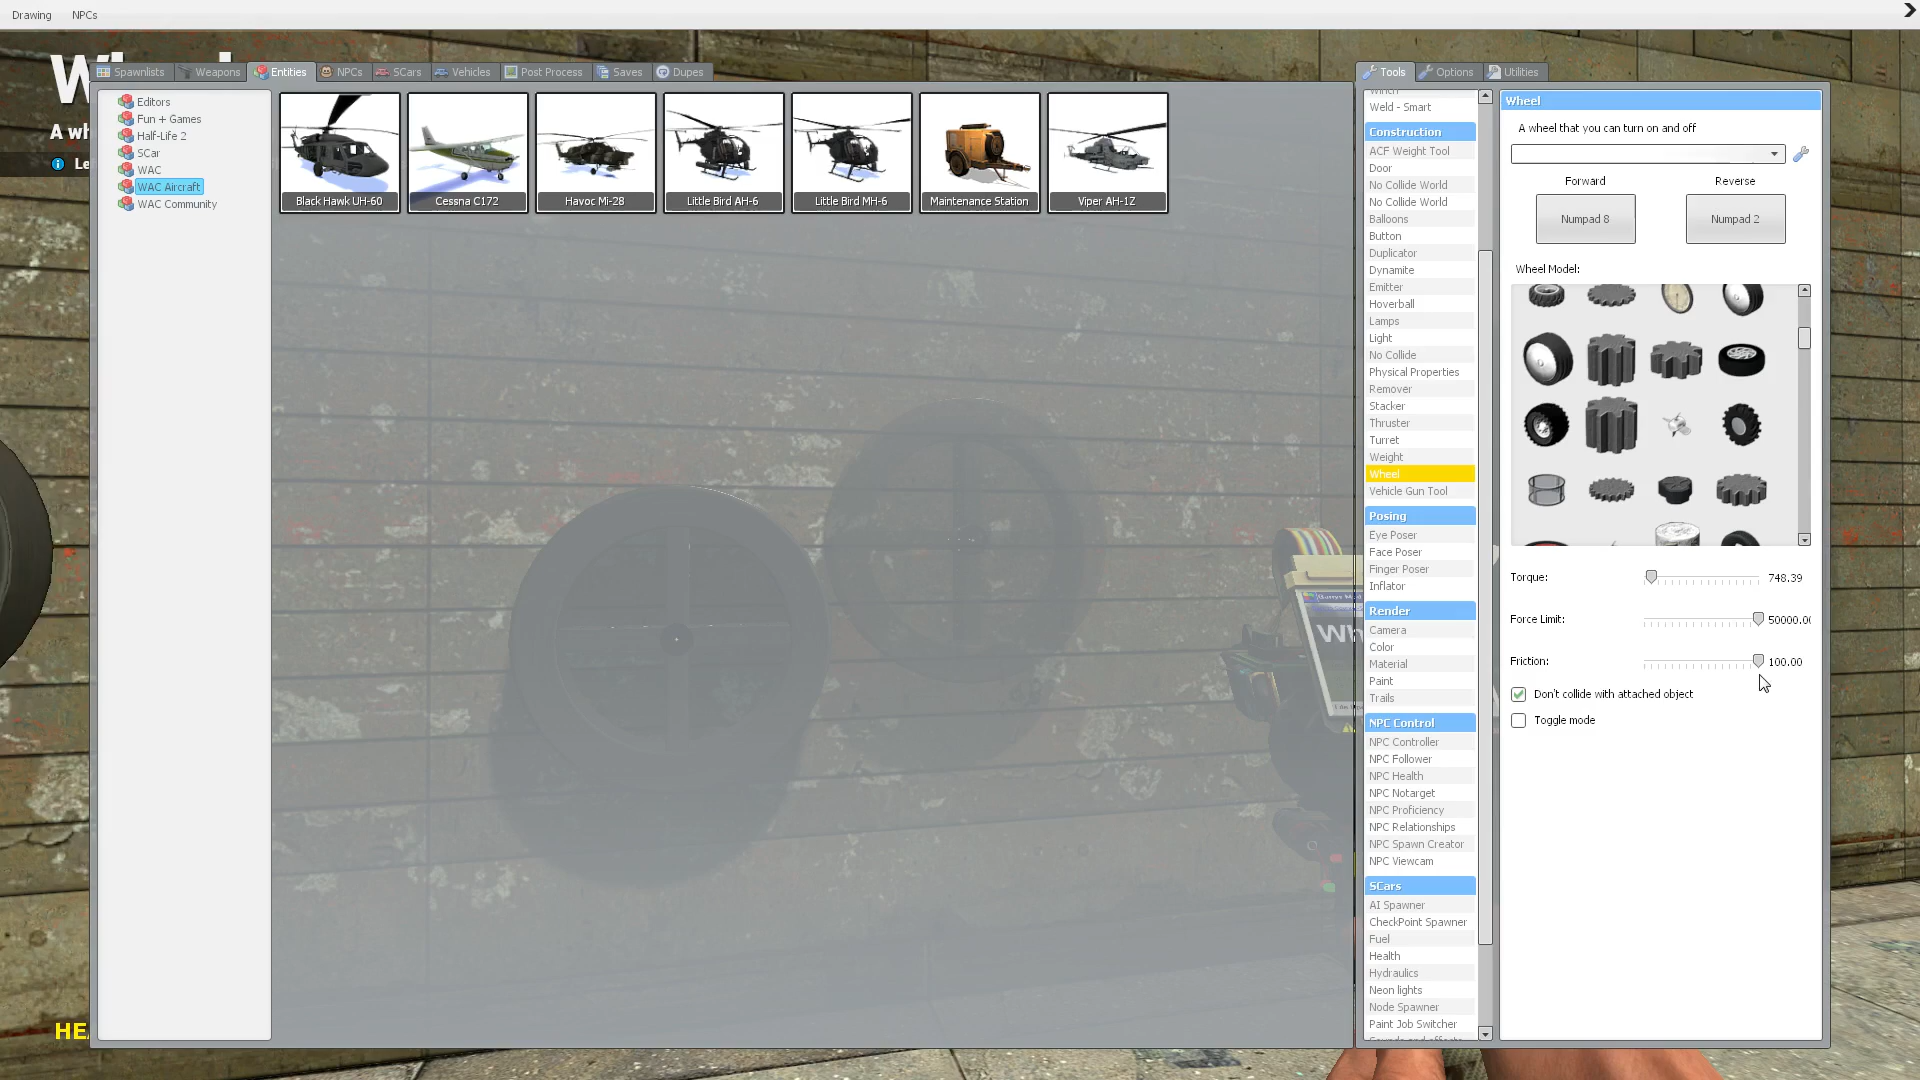 Drawing NPCs
Spawnlists Weapons Entities NPCs SCars Vehicles Post Process Saves Dupes
Tools Options Utilities
Editors
Fun + Games
Half-Life 2
SCar
WAC
WAC Aircraft
WAC Community
A wh
Le
HEA
Black Hawk UH-60
Cessna C172
Havoc Mi-28
Little Bird AH-6
Little Bird MH-6
Maintenance Station
Viper AH-1Z
Winch
Weld - Smart
Construction
ACF Weight Tool
Door
No Collide World
No Collide World
Balloons
Button
Duplicator
Dynamite
Emitter
Hoverball
Lamps
Light
No Collide
Physical Properties
Remover
Stacker
Thruster
Turret
Weight
Wheel
Vehicle Gun Tool
Posing
Eye Poser
Face Poser
Finger Poser
Inflator
Render
Camera
Color
Material
Paint
Trails
NPC Control
NPC Controller
NPC Follower
NPC Health
NPC Notarget
NPC Proficiency
NPC Relationships
NPC Spawn Creator
NPC Viewcam
SCars
AI Spawner
CheckPoint Spawner
Fuel
Health
Hydraulics
Neon lights
Node Spawner
Paint Job Switcher
Sounds and effects
Wheel
A wheel that you can turn on and off
Forward Reverse
Numpad 8 Numpad 2
Wheel Model:
Torque: 748.39
Force Limit: 50000.00
Friction: 100.00
Don't collide with attached object
Toggle mode